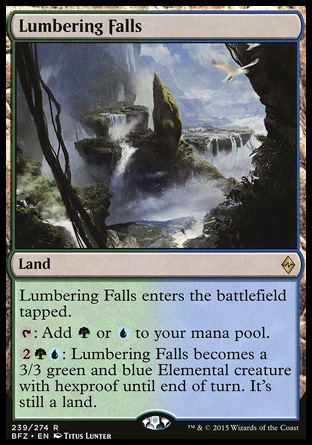 Lumbering Falls
Land
Lumbering Falls enters the battlefield
tapped.
: Add or to your mana pool.
2 : Lumbering Falls becomes a
3/3 green and blue Elemental creature
with hexproof until end of turn. It's
still a land.
239/274 R
BFZ • EN Titus Lunter
™ & © 2015 Wizards of the Coast